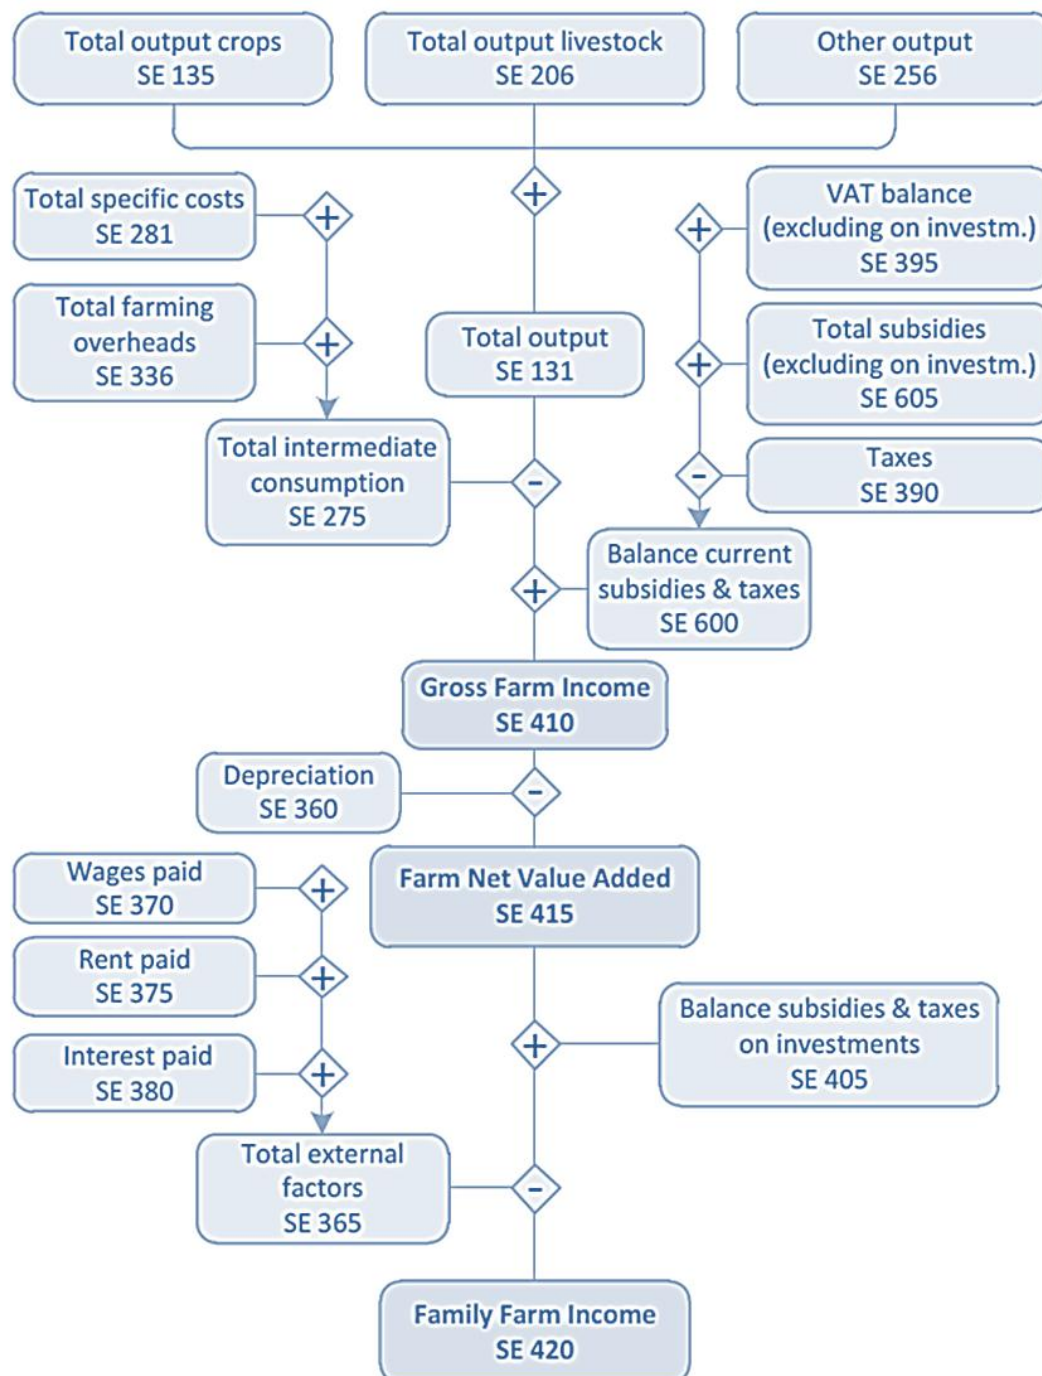 Total output crops
SE 135
Total output livestock
SE 206
Other output
SE 256
+
Total specific costs
SE 281
+
VAT balance
(excluding on investm.)
SE 395
+
Total farming
overheads
SE 336
+
Total output
SE 131
Total subsidies
(excluding on investm.)
SE 605
+
Total intermediate
consumption
SE 275
-
Taxes
SE 390
-
Balance current
subsidies & taxes
SE 600
+
Gross Farm Income
SE 410
Depreciation
SE 360
-
Wages paid
SE 370
+
Farm Net Value Added
SE 415
Rent paid
SE 375
+
Balance subsidies & taxes
on investments
SE 405
+
Interest paid
SE 380
+
Total external
factors
SE 365
-
Family Farm Income
SE 420